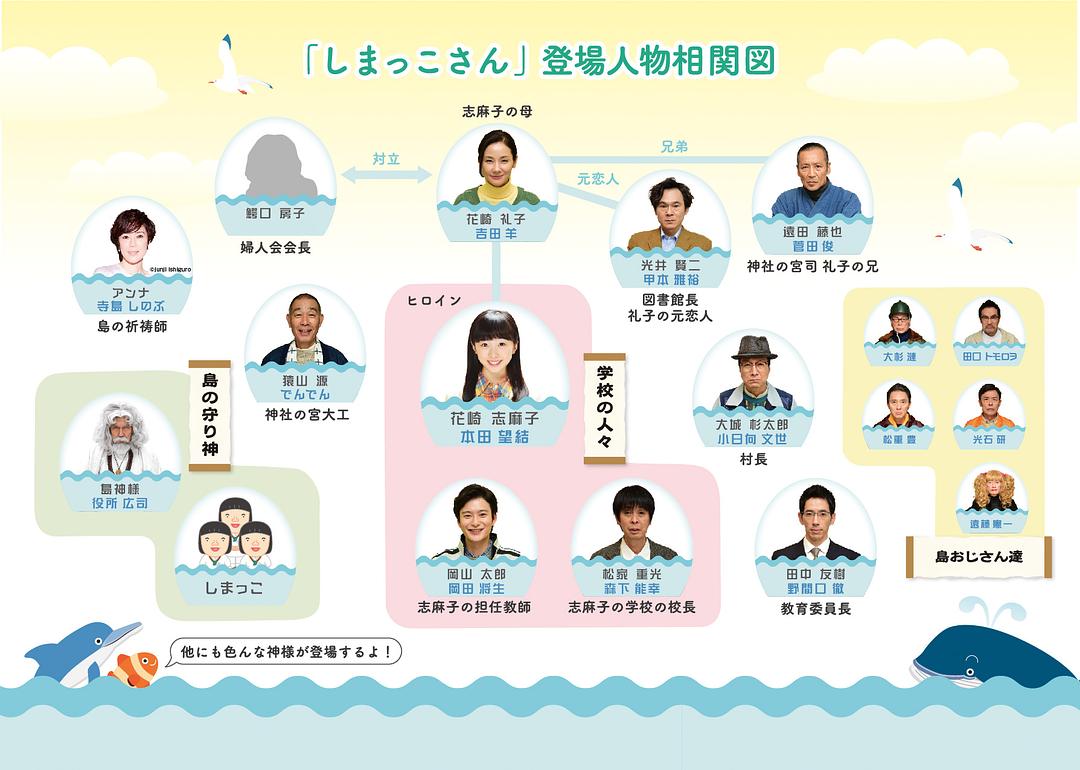 「しまっこさん」登場人物相関図
志麻子の母
対立
兄弟
元恋人
鰐口 房子
婦人会会長
花崎 礼子
吉田 羊
光井 賢二
甲本 雅裕
図書館長
礼子の元恋人
遠田 藤也
菅田 俊
神社の宮司 礼子の兄
©Junji Ishiguro
アンナ
寺島 しのぶ
島の祈祷師
猿山 源
でんでん
神社の宮大工
ヒロイン
花崎 志麻子
本田 望結
学校の人々
大城 杉太郎
小日向 文世
村長
大杉 漣
田口 トモロヲ
松重 豊
光石 研
遠藤 憲一
島おじさん達
島の守り神
島神様
役所 広司
しまっこ
岡山 太郎
岡田 将生
志麻子の担任教師
松家 重光
森下 能幸
志麻子の学校の校長
田中 友樹
野間口 徹
教育委員長
他にも色んな神様が登場するよ！